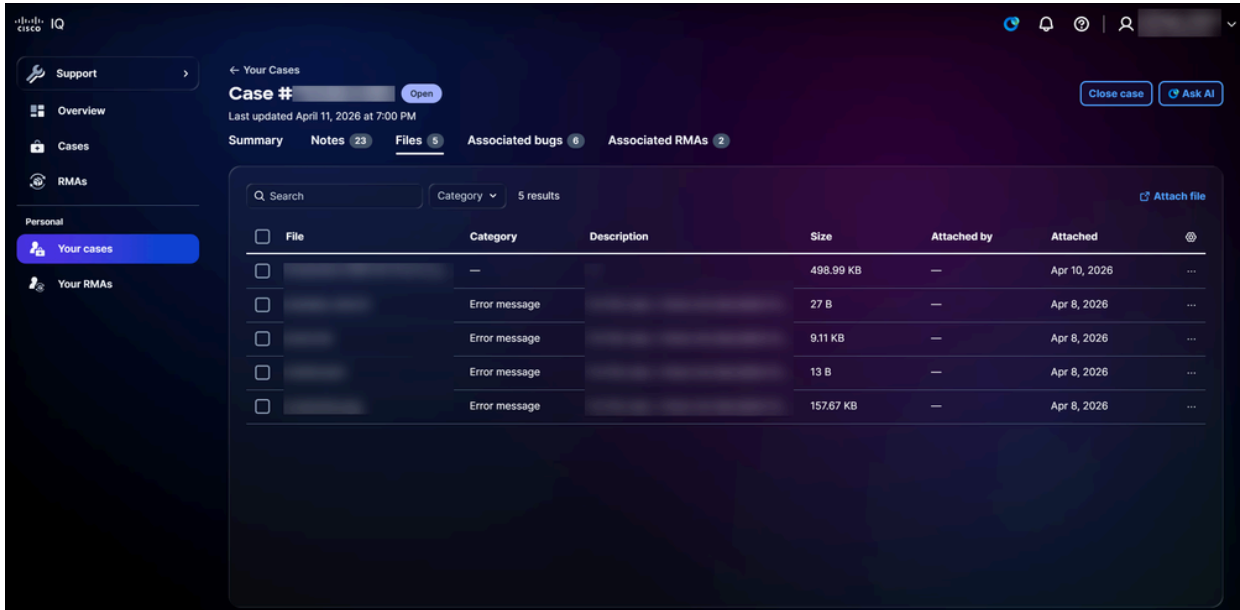 cisco IQ
Support
Overview
Cases
RMAs
Personal
Your cases
Your RMAs
← Your Cases
Case # Open
Last updated April 11, 2026 at 7:00 PM
Close case Ask AI
Summary Notes 23 Files 5 Associated bugs 6 Associated RMAs 2
Search Category 5 results Attach file
File Category Description Size Attached by Attached
— 498.99 KB — Apr 10, 2026 ...
Error message 27 B — Apr 8, 2026 ...
Error message 9.11 KB — Apr 8, 2026 ...
Error message 13 B — Apr 8, 2026 ...
Error message 157.67 KB — Apr 8, 2026 ...